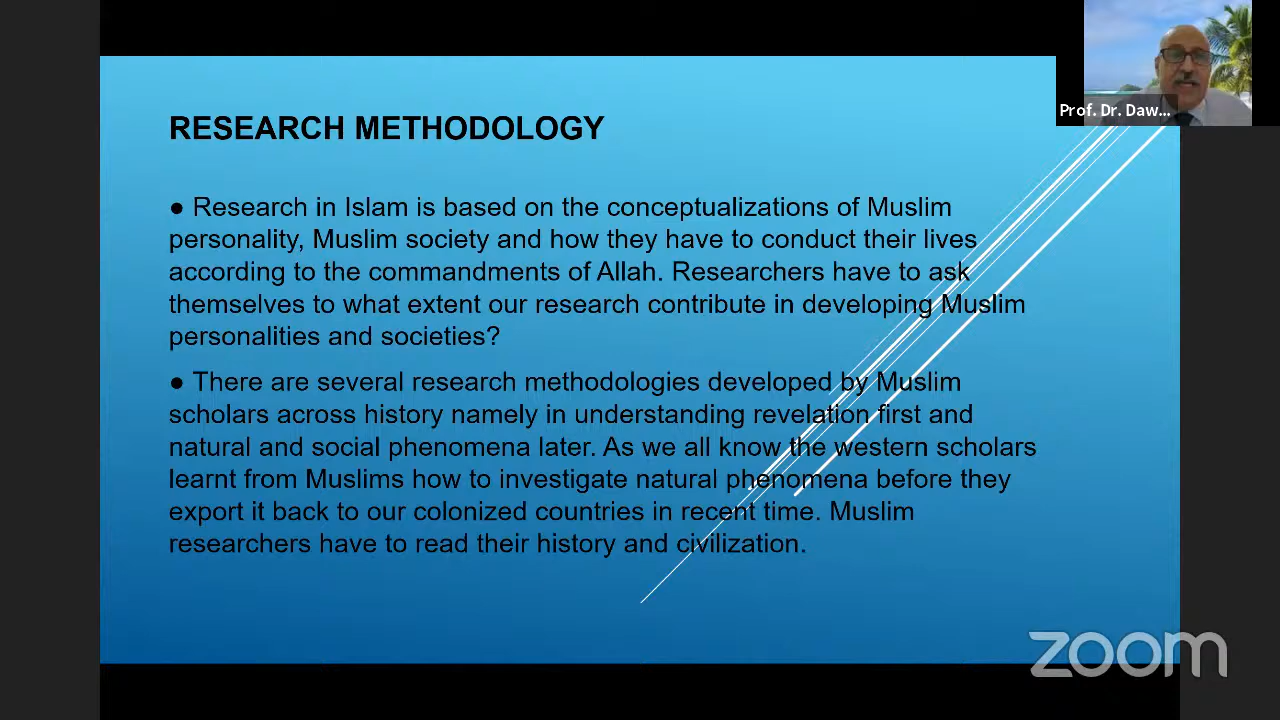 Prof. Dr. Daw...
RESEARCH METHODOLOGY
● Research in Islam is based on the conceptualizations of Muslim
personality, Muslim society and how they have to conduct their lives
according to the commandments of Allah. Researchers have to ask
themselves to what extent our research contribute in developing Muslim
personalities and societies?
● There are several research methodologies developed by Muslim
scholars across history namely in understanding revelation first and
natural and social phenomena later. As we all know the western scholars
learnt from Muslims how to investigate natural phenomena before they
export it back to our colonized countries in recent time. Muslim
researchers have to read their history and civilization.
zoom